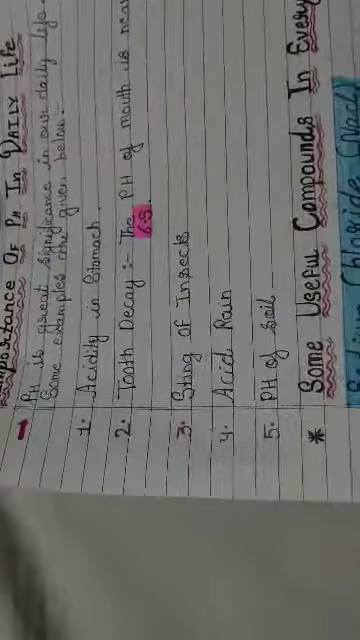 Importance Of PH In DAILY Life
→ PH is great significance in our daily life.
Some examples are given below:-
1. Acidity in Stomach.
2. Tooth Decay :- The PH of mouth is near
6.5.
3. Sting of Insects
4. Acid Rain
5. PH of Soil
* Some Useful Compounds In Every
Chloride